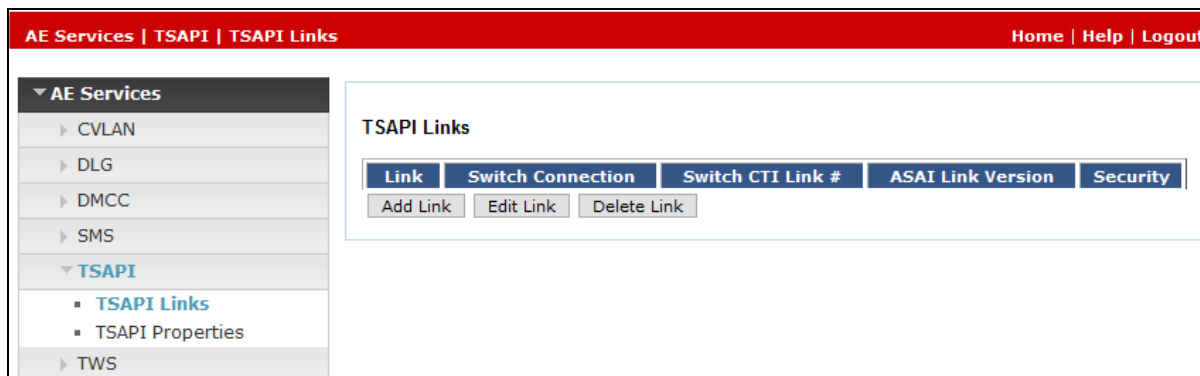 AE Services | TSAPI | TSAPI Links
Home | Help | Logout
AE Services
CVLAN
DLG
DMCC
SMS
TSAPI
TSAPI Links
TSAPI Properties
TWS
TSAPI Links
Link Switch Connection Switch CTI Link # ASAI Link Version Security
Add Link Edit Link Delete Link